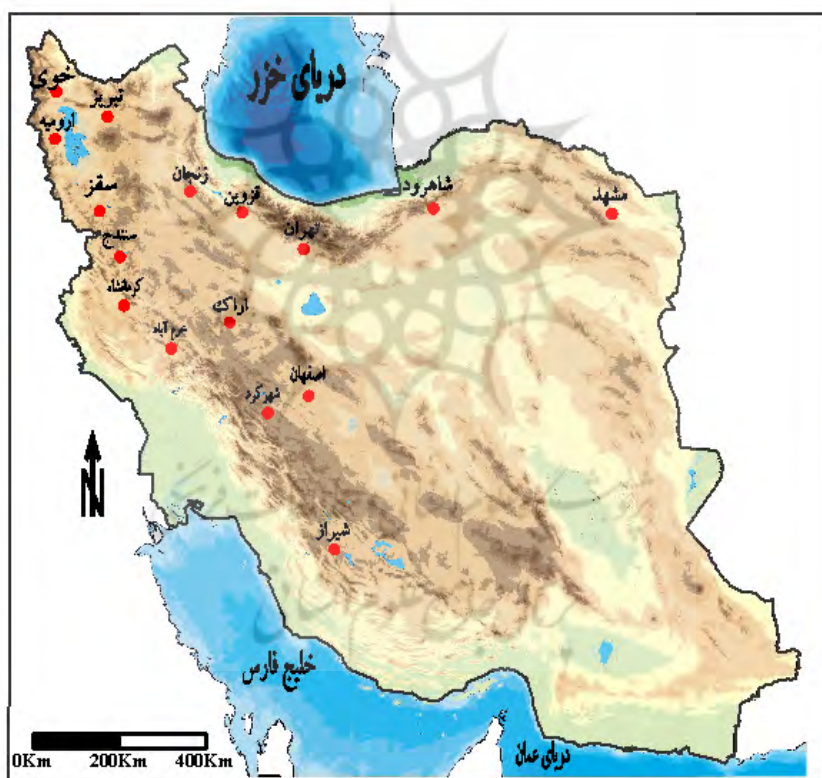 دریای خزر
خوی
تبریز
ارومیه
سقز
زنجان
قزوین
تهران
شاهرود
مشهد
سنندج
کرمانشاه
خرم آباد
اراک
اصفهان
شهرکرد
شیراز
N
خلیج فارس
دریای عمان
0Km 200Km 400Km